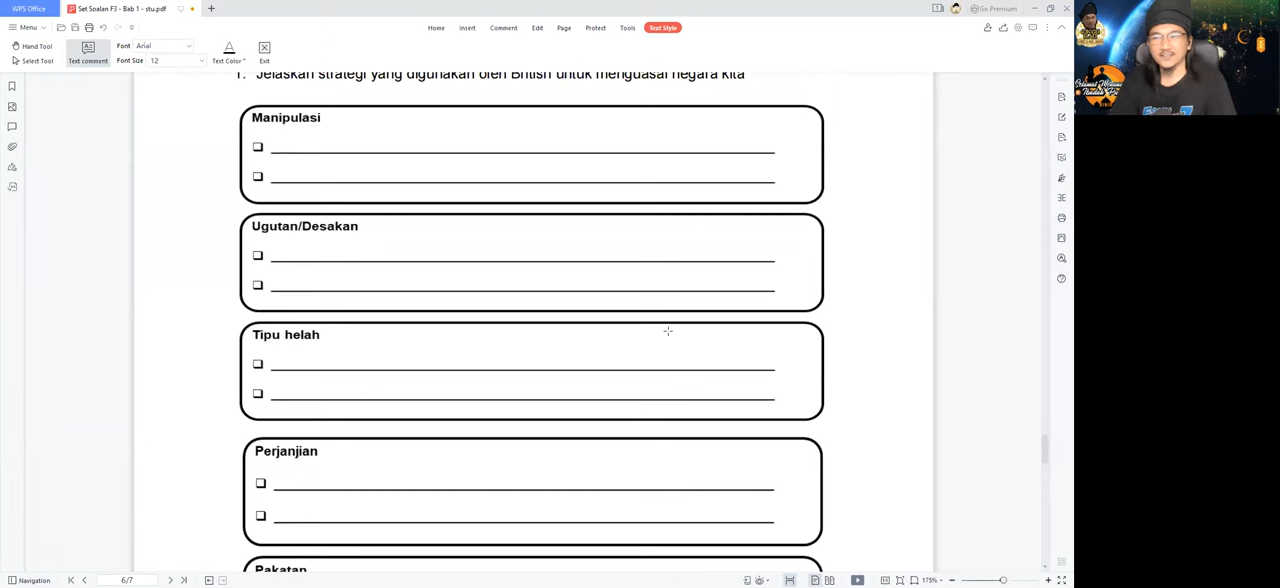 WPS Office
Set Soalan F3 - Bab 1 - stu.pdf
Go Premium
Menu
Home Insert Comment Edit Page Protect Tools Text Style
Hand Tool
Select Tool
Text comment
Font Arial
Font Size 12
Text Color
Exit
1. Jelaskan strategi yang digunakan oleh British untuk menguasai negara kita
Manipulasi
Ugutan/Desakan
Tipu helah
Perjanjian
Pakatan
Navigation
6/7
175%